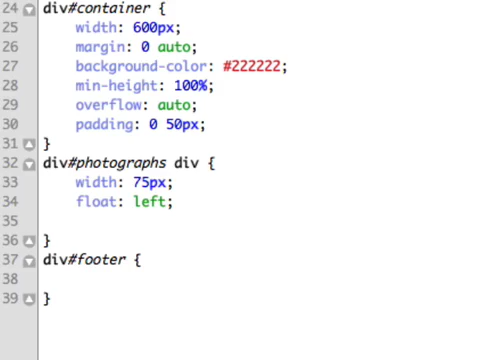 24 div#container {
25 width: 600px;
26 margin: 0 auto;
27 background-color: #222222;
28 min-height: 100%;
29 overflow: auto;
30 padding: 0 50px;
31 }
32 div#photographs div {
33 width: 75px;
34 float: left;
35
36 }
37 div#footer {
38
39 }